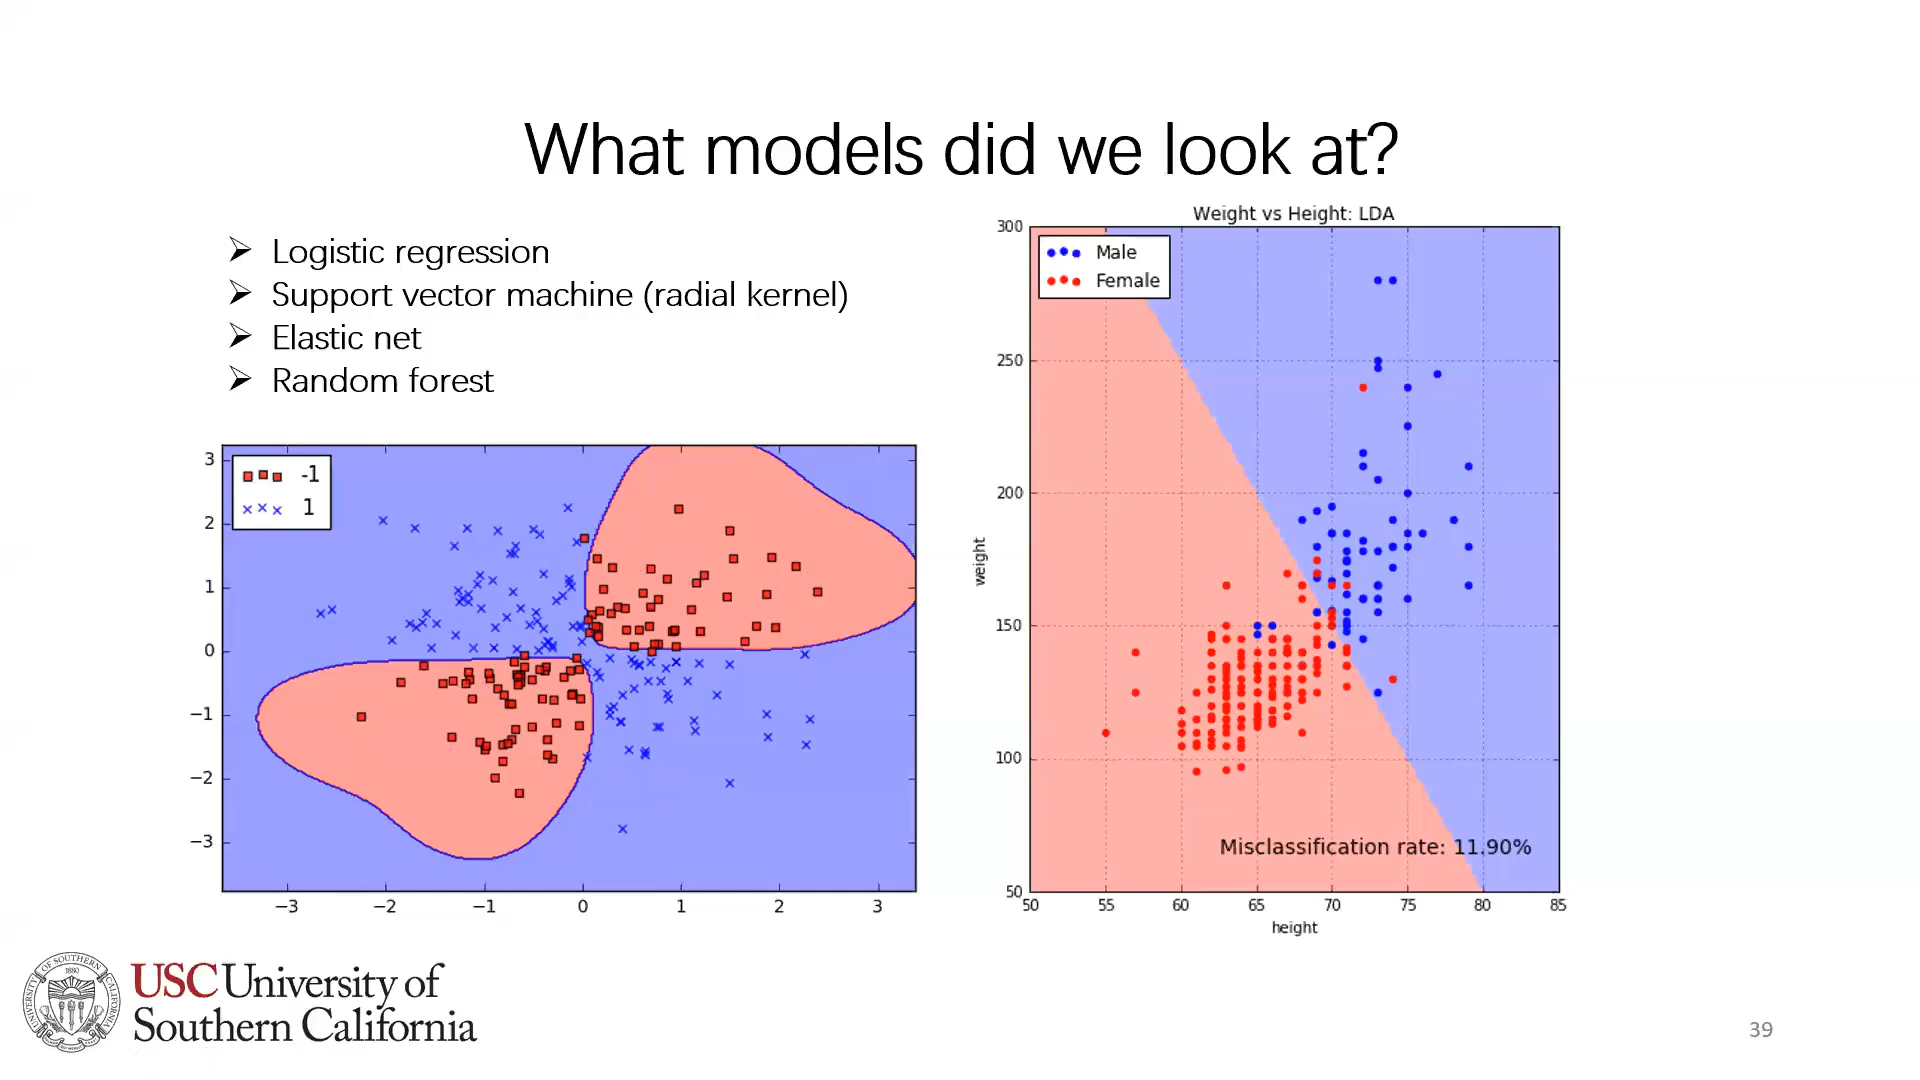 What models did we look at?
Logistic regression
Support vector machine (radial kernel)
Elastic net
Random forest
-1
1
3
2
1
0
−1
−2
−3
−3
−2
−1
0
1
2
3
Weight vs Height: LDA
Male
Female
300
250
200
150
100
50
weight
Misclassification rate: 11.90%
50
55
60
65
70
75
80
85
height
USC University of
Southern California
1880
39